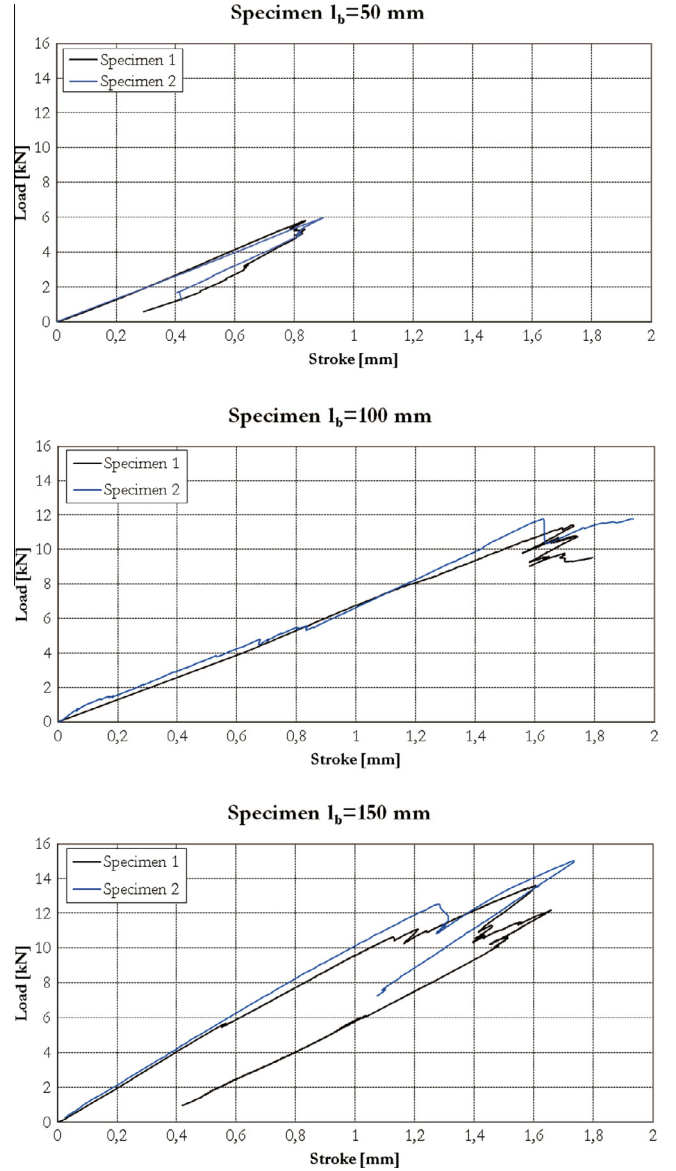 Specimen l_b=50 mm
Specimen 1
Specimen 2
16
14
12
10
8
6
4
2
0
Load [kN]
0 0,2 0,4 0,6 0,8 1 1,2 1,4 1,6 1,8 2
Stroke [mm]
Specimen l_b=100 mm
Specimen 1
Specimen 2
16
14
12
10
8
6
4
2
0
Load [kN]
0 0,2 0,4 0,6 0,8 1 1,2 1,4 1,6 1,8 2
Stroke [mm]
Specimen l_b=150 mm
Specimen 1
Specimen 2
16
14
12
10
8
6
4
2
0
Load [kN]
0 0,2 0,4 0,6 0,8 1 1,2 1,4 1,6 1,8 2
Stroke [mm]